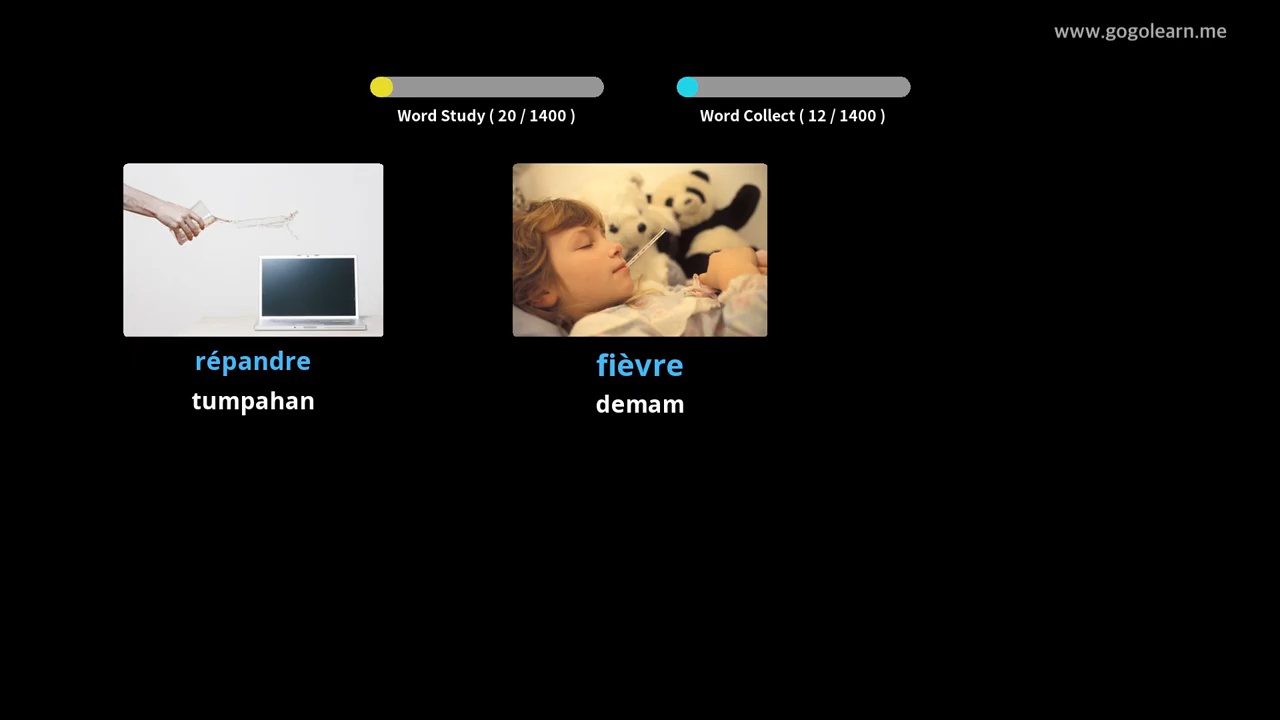 www.gogolearn.me
Word Study ( 20 / 1400 )
Word Collect ( 12 / 1400 )
répandre
tumpahan
fièvre
demam